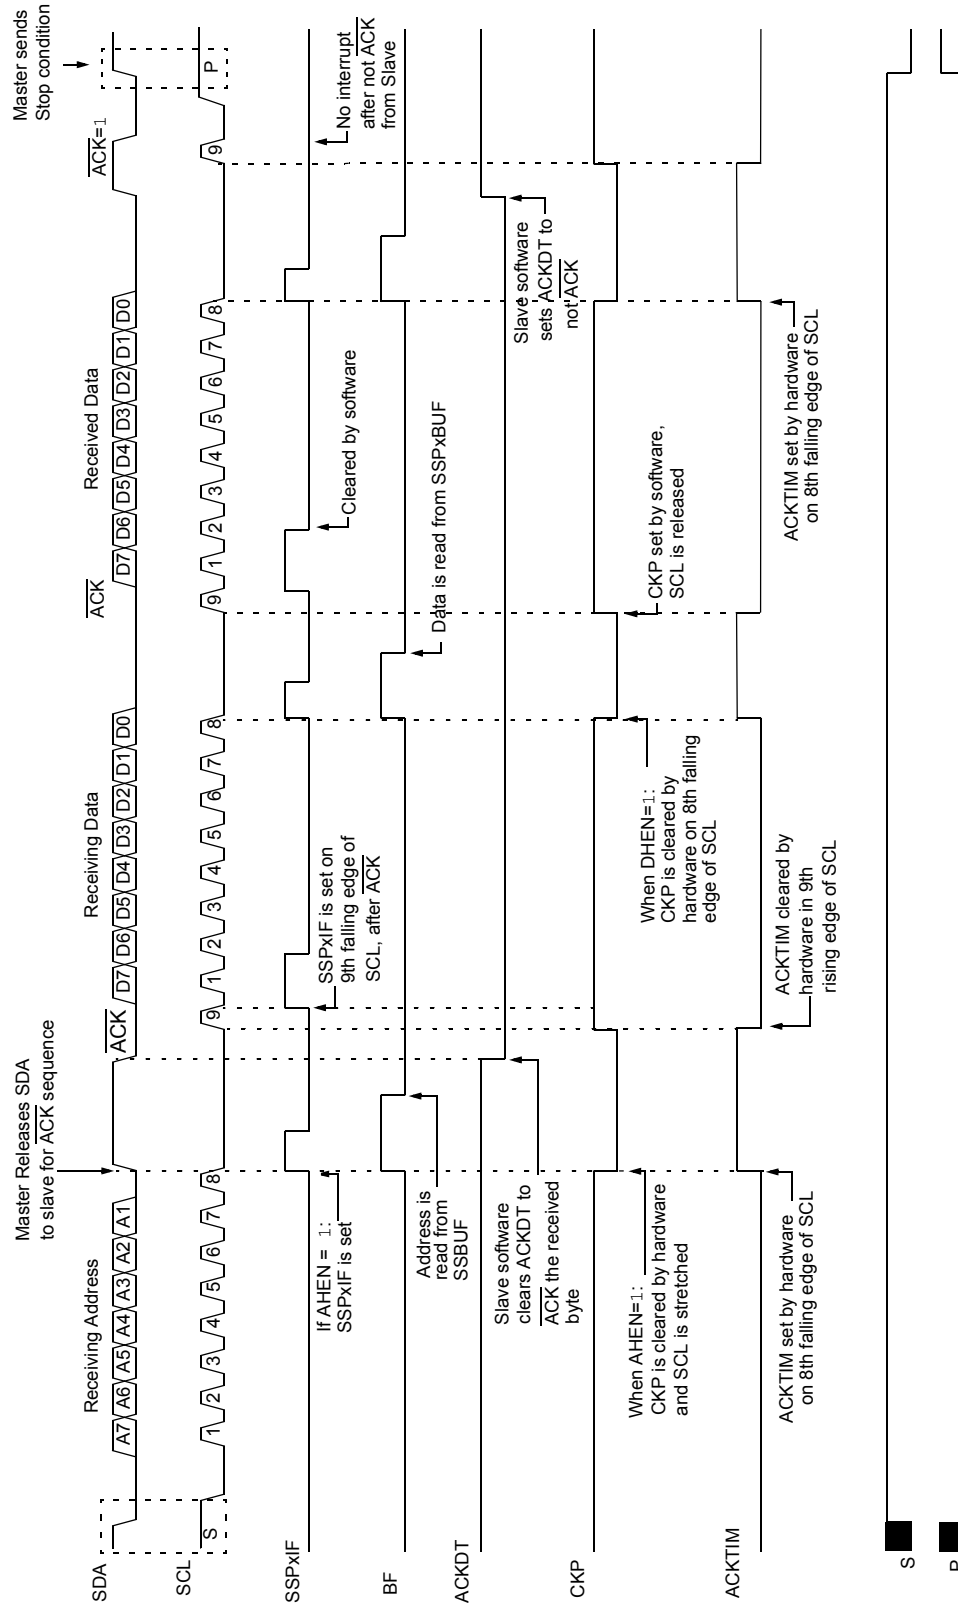 Master Releases SDA
to slave for ACK sequence
Master sends
Stop condition
Receiving Address
Receiving Data
Received Data
ACK
ACK
ACK=1
SDA
A7 A6 A5 A4 A3 A2 A1
D7 D6 D5 D4 D3 D2 D1 D0
D7 D6 D5 D4 D3 D2 D1 D0
SCL
S
1 2 3 4 5 6 7 8 9
1 2 3 4 5 6 7 8 9
1 2 3 4 5 6 7 8 9
P
SSPxIF
If AHEN = 1:
SSPxIF is set
SSPxIF is set on
9th falling edge of
SCL, after ACK
Cleared by software
No interrupt
after not ACK
from Slave
BF
Address is
read from
SSBUF
Data is read from SSPxBUF
ACKDT
Slave software
clears ACKDT to
ACK the received
byte
Slave software
sets ACKDT to
not ACK
CKP
When AHEN=1:
CKP is cleared by hardware
and SCL is stretched
When DHEN=1:
CKP is cleared by
hardware on 8th falling
edge of SCL
CKP set by software,
SCL is released
ACKTIM
ACKTIM set by hardware
on 8th falling edge of SCL
ACKTIM cleared by
hardware in 9th
rising edge of SCL
ACKTIM set by hardware
on 8th falling edge of SCL
S
P